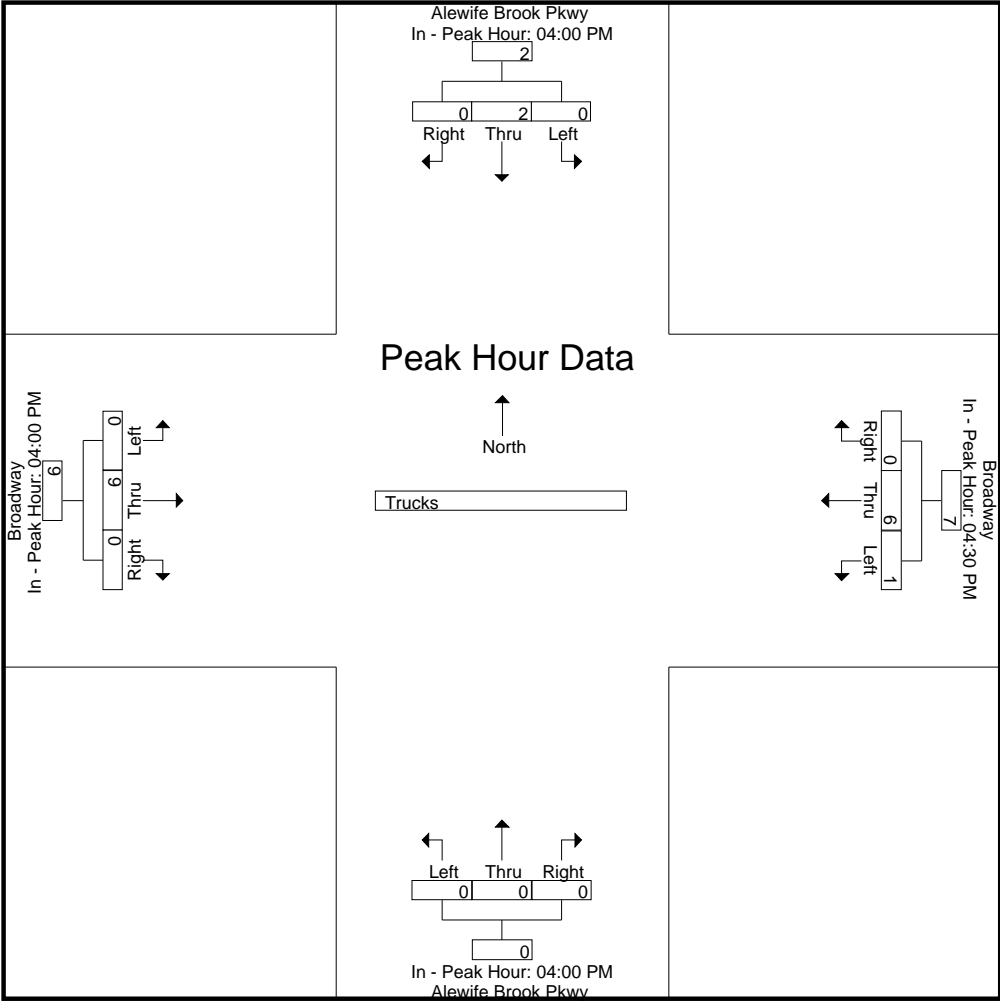 Alewife Brook Pkwy
In - Peak Hour: 04:00 PM
2
0 2 0
Right Thru Left
Peak Hour Data
North
Trucks
Broadway
In - Peak Hour: 04:00 PM
6
0 6 0
Left Thru Right
Broadway
In - Peak Hour: 04:30 PM
7
0 6 1
Right Thru Left
Left Thru Right
0 0 0
0
In - Peak Hour: 04:00 PM
Alewife Brook Pkwy